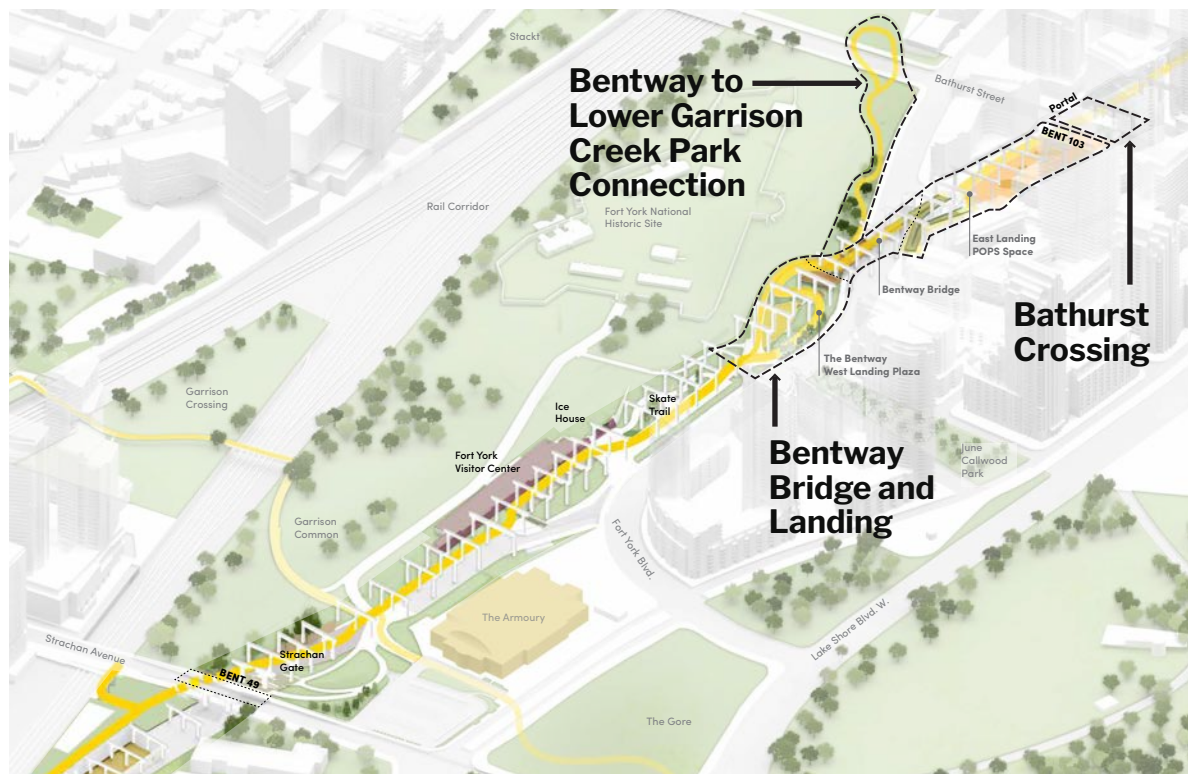 Stackt
Bentway to
Lower Garrison
Creek Park
Connection
Bathurst Street
Portal
BENT 103
Rail Corridor
Fort York National
Historic Site
East Landing
POPS Space
Bentway Bridge
Bathurst
Crossing
The Bentway
West Landing Plaza
Garrison
Crossing
Skate
Trail
Ice
House
Fort York
Visitor Center
Bentway
Bridge and
Landing
June
Callwood
Park
Garrison
Common
Fort York Blvd.
The Armoury
Lake Shore Blvd. W.
Strachan Avenue
Strachan
Gate
BENT 49
The Gore